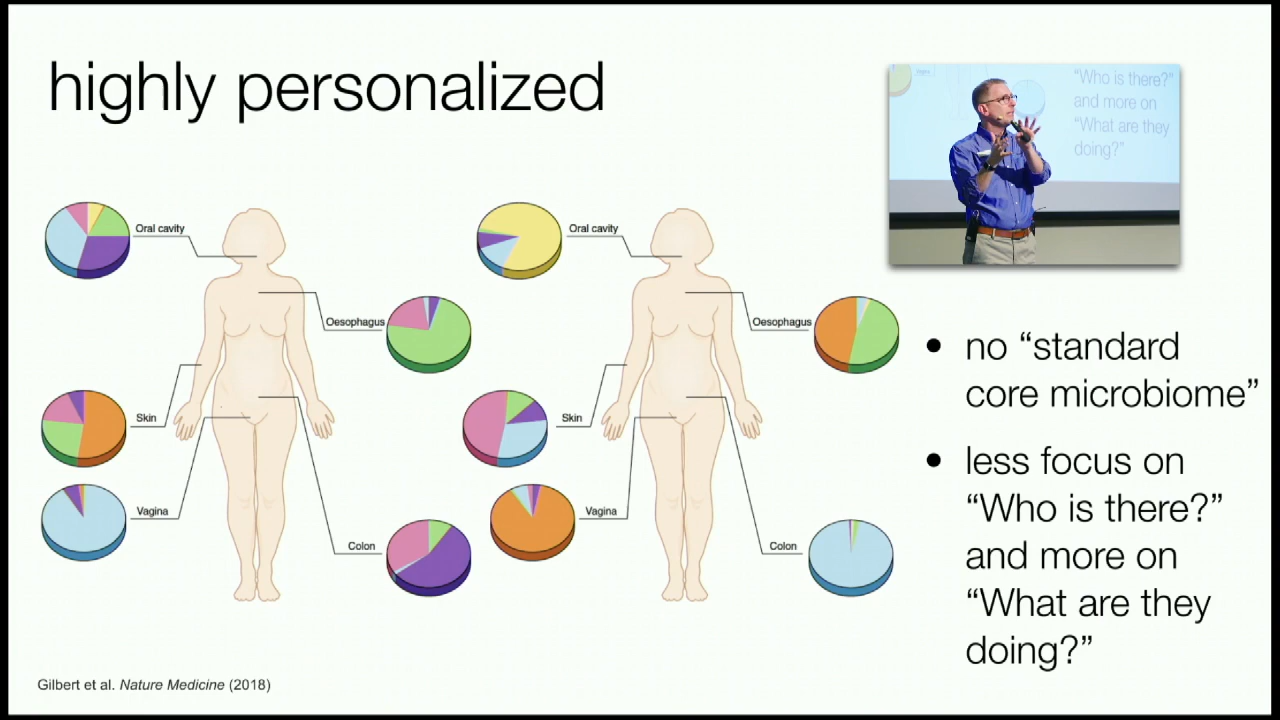 highly personalized
"Who is there?"
and more on
"What are they
doing?"
Oral cavity
Oesophagus
Skin
Vagina
Colon
Oral cavity
Oesophagus
Skin
Vagina
Colon
• no “standard
core microbiome”
• less focus on
“Who is there?”
and more on
“What are they
doing?”
Gilbert et al. Nature Medicine (2018)